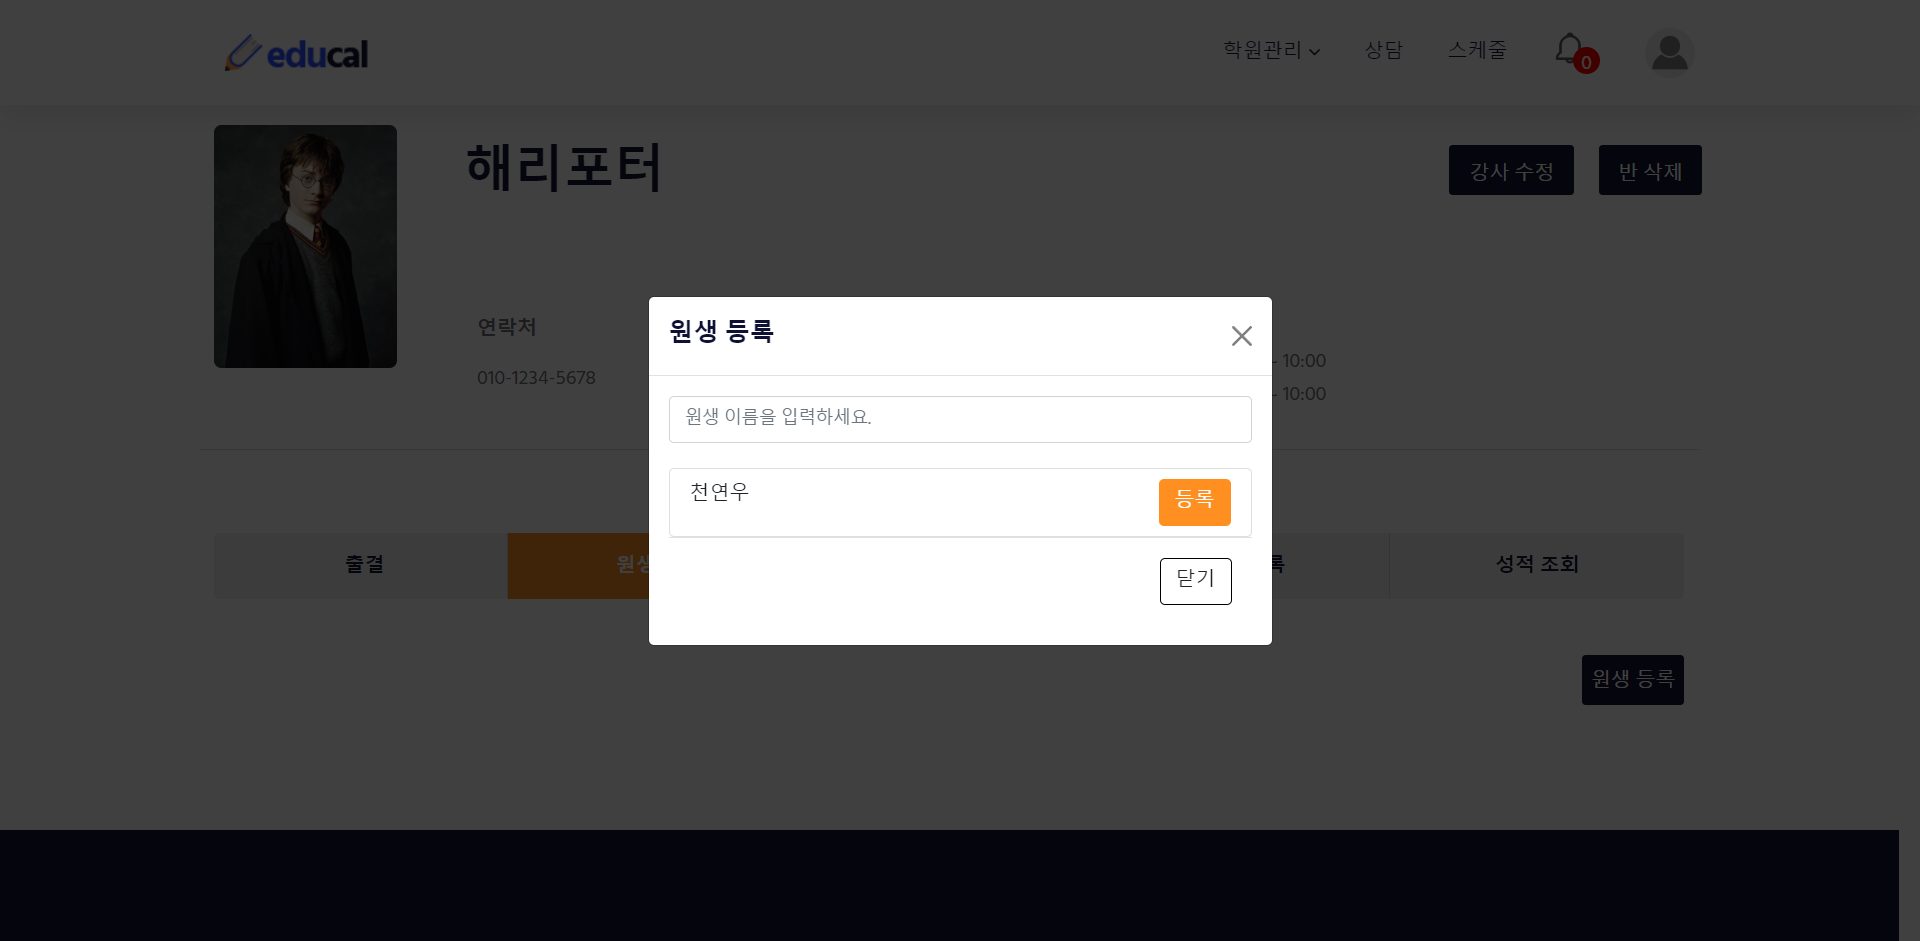 educal
학원관리
상담
스케줄
0
해리포터
강사 수정
반 삭제
연락처
010-1234-5678
- 10:00
- 10:00
원생 등록
원생 이름을 입력하세요.
천연우
등록
닫기
출결
원생
록
성적 조회
원생 등록